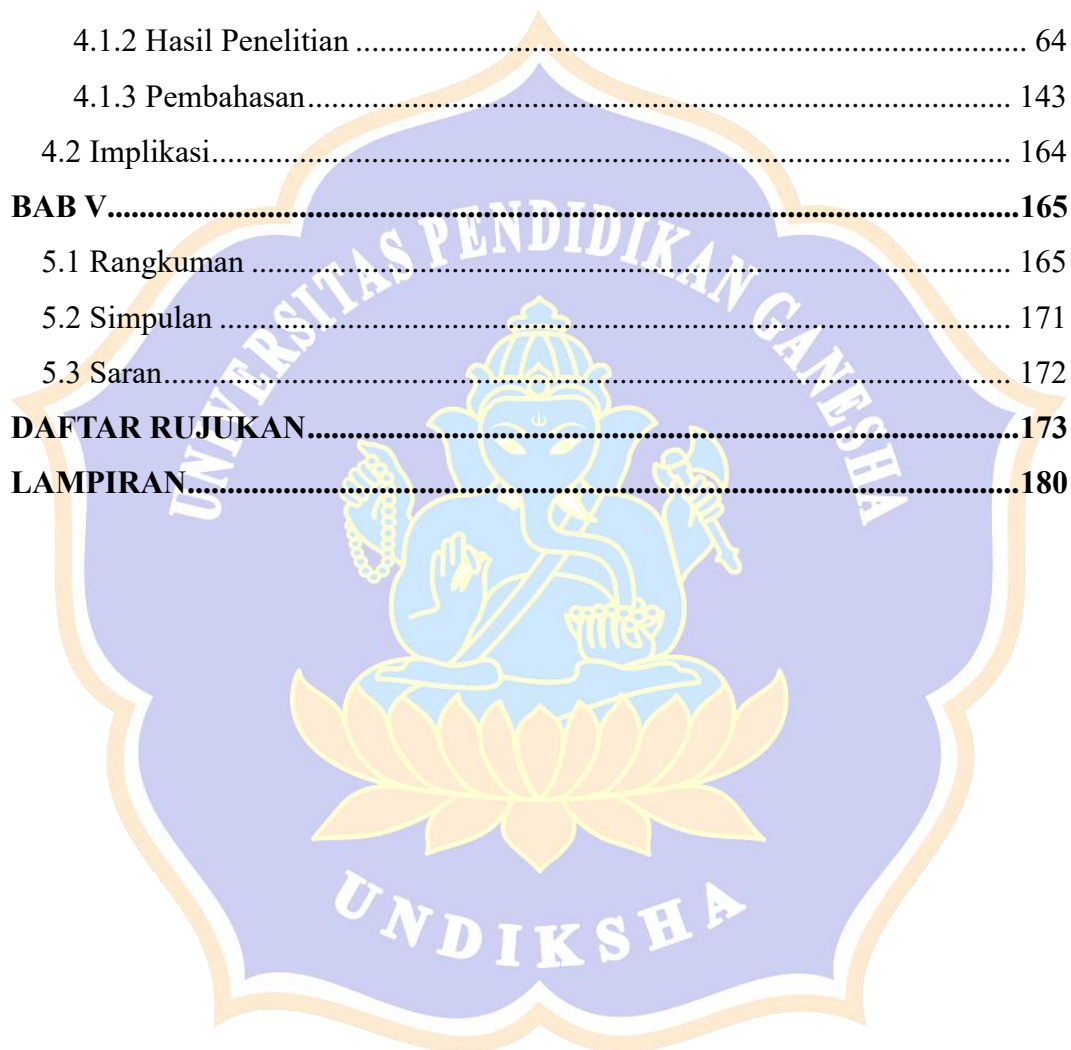 4.1.2 Hasil Penelitian ..................................................................................... 64
4.1.3 Pembahasan......................................................................................... 143
4.2 Implikasi..................................................................................................... 164
BAB V....................................................................................................................165
5.1 Rangkuman ................................................................................................. 165
5.2 Simpulan .................................................................................................... 171
5.3 Saran........................................................................................................... 172
DAFTAR RUJUKAN..........................................................................................173
LAMPIRAN.........................................................................................................180
UNIVERSITAS PENDIDIKAN GANESHA
UNDIKSHA